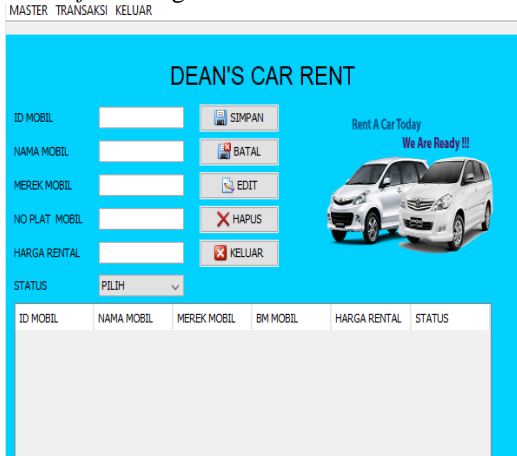 MASTER TRANSAKSI KELUAR
DEAN'S CAR RENT
ID MOBIL
SIMPAN
NAMA MOBIL
BATAL
MEREK MOBIL
EDIT
NO PLAT MOBIL
HAPUS
HARGA RENTAL
KELUAR
STATUS PILIH
Rent A Car Today
We Are Ready !!!
ID MOBIL NAMA MOBIL MEREK MOBIL BM MOBIL HARGA RENTAL STATUS